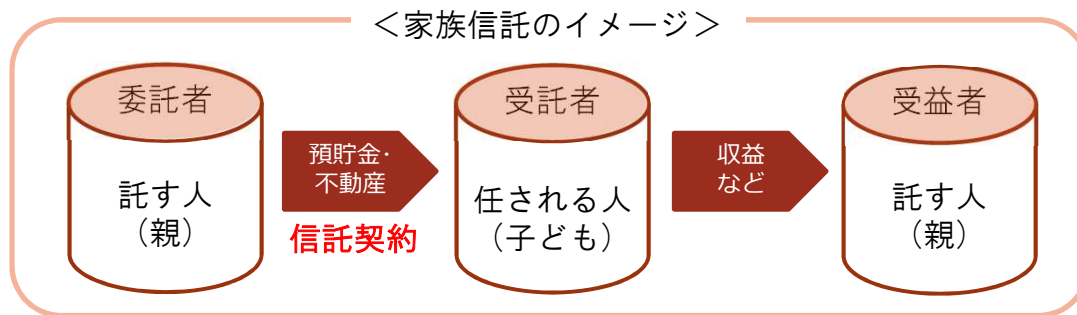 ＜家族信託のイメージ＞
委託者
託す人
（親）
預貯金・
不動産
信託契約
受託者
任される人
（子ども）
収益
など
受益者
託す人
（親）